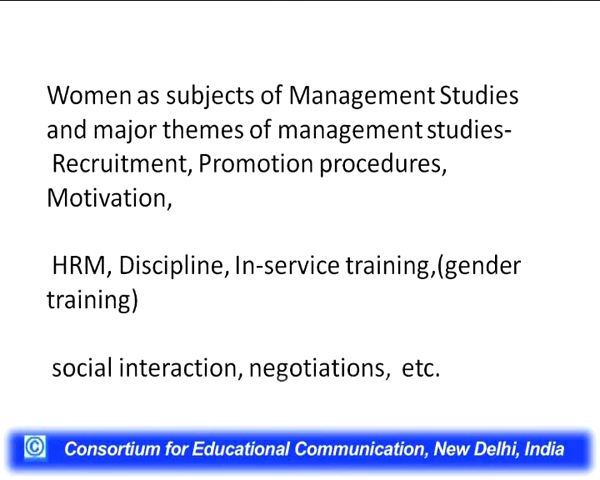 Women as subjects of Management Studies
and major themes of management studies-
Recruitment, Promotion procedures,
Motivation,
HRM, Discipline, In-service training,(gender
training)
social interaction, negotiations, etc.
© Consortium for Educational Communication, New Delhi, India